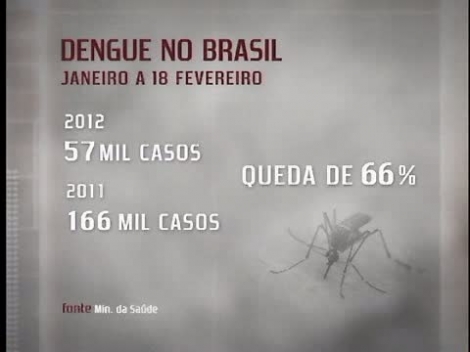 DENGUE NO BRASIL
JANEIRO A 18 FEVEREIRO
2012
57 MIL CASOS
2011
166 MIL CASOS
QUEDA DE 66%
fonte Min. da Saúde